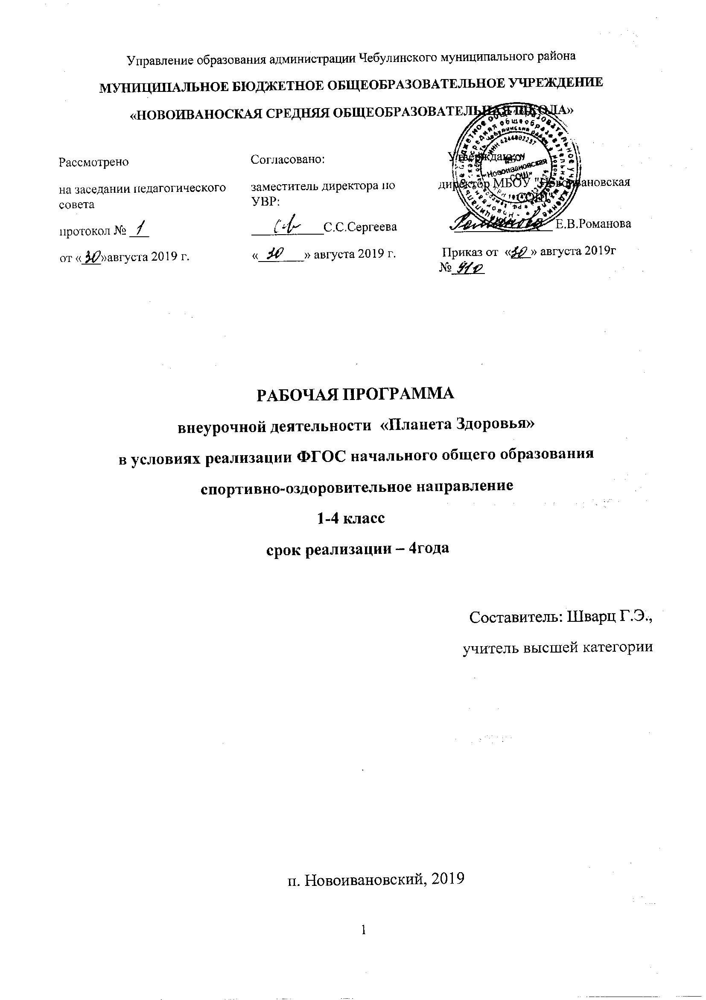 Управление образования администрации Чебулинского муниципального района
МУНИЦИПАЛЬНОЕ БЮДЖЕТНОЕ ОБЩЕОБРАЗОВАТЕЛЬНОЕ УЧРЕЖДЕНИЕ
«НОВОИВАНОСКАЯ СРЕДНЯЯ ОБЩЕОБРАЗОВАТЕЛЬНАЯ ШКОЛА»
Рассмотрено
на заседании педагогического
совета
протокол № 1
от «30»августа 2019 г.
Согласовано:
заместитель директора по
УВР:
С.С.Сергеева
«30» августа 2019 г.
Утверждаю:
директор МБОУ "Новоивановская
СОШ"
Романова Е.В.Романова
Приказ от «30» августа 2019г
№ 91о
МБОУ
«Новоивановская
СОШ»
РАБОЧАЯ ПРОГРАММА
внеурочной деятельности «Планета Здоровья»
в условиях реализации ФГОС начального общего образования
спортивно-оздоровительное направление
1-4 класс
срок реализации – 4года
Составитель: Шварц Г.Э.,
учитель высшей категории
п. Новоивановский, 2019
1